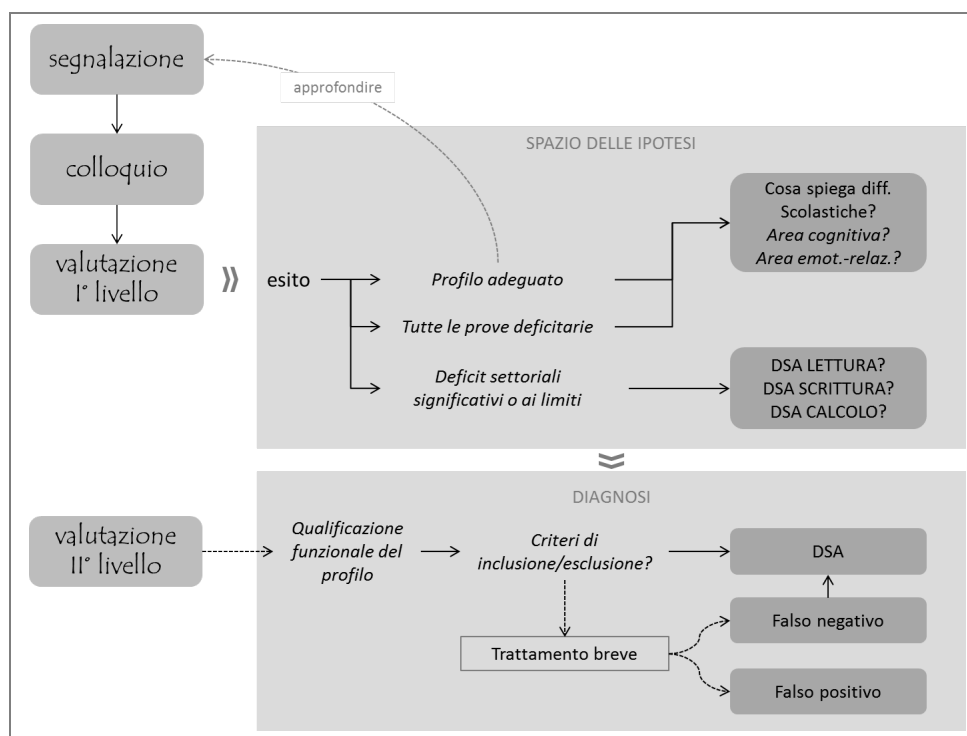 segnalazione
approfondire
colloquio
SPAZIO DELLE IPOTESI
valutazione
I° livello
esito
Profilo adeguato
Tutte le prove deficitarie
Deficit settoriali
significativi o ai limiti
Cosa spiega diff.
Scolastiche?
Area cognitiva?
Area emot.-relaz.?
DSA LETTURA?
DSA SCRITTURA?
DSA CALCOLO?
DIAGNOSI
valutazione
II° livello
Qualificazione
funzionale del
profilo
Criteri di
inclusione/esclusione?
DSA
Trattamento breve
Falso negativo
Falso positivo